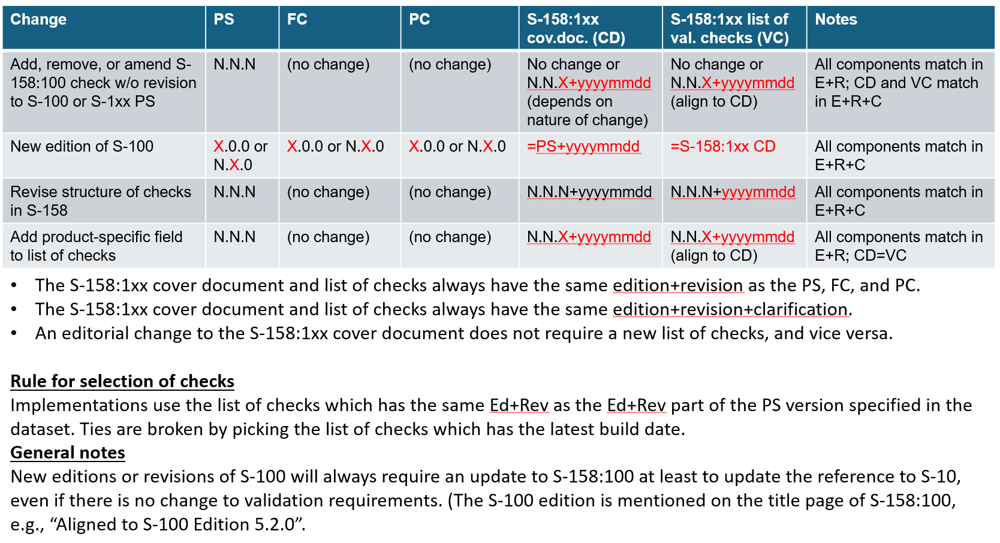 Change PS FC PC S-158:1xx cov.doc. (CD) S-158:1xx list of val. checks (VC) Notes
Add, remove, or amend S-158:100 check w/o revision to S-100 or S-1xx PS N.N.N (no change) (no change) No change or N.N.X+yyyymmdd (depends on nature of change) No change or N.N.X+yyyymmdd (align to CD) All components match in E+R; CD and VC match in E+R+C
New edition of S-100 X.0.0 or N.X.0 X.0.0 or N.X.0 X.0.0 or N.X.0 =PS+yyyymmdd =S-158:1xx CD All components match in E+R+C
Revise structure of checks in S-158 N.N.N (no change) (no change) N.N.N+yyyymmdd N.N.N+yyyymmdd All components match in E+R+C
Add product-specific field to list of checks N.N.N (no change) (no change) N.N.X+yyyymmdd N.N.X+yyyymmdd (align to CD) All components match in E+R; CD=VC
• The S-158:1xx cover document and list of checks always have the same edition+revision as the PS, FC, and PC.
• The S-158:1xx cover document and list of checks always have the same edition+revision+clarification.
• An editorial change to the S-158:1xx cover document does not require a new list of checks, and vice versa.
Rule for selection of checks
Implementations use the list of checks which has the same Ed+Rev as the Ed+Rev part of the PS version specified in the
dataset. Ties are broken by picking the list of checks which has the latest build date.
General notes
New editions or revisions of S-100 will always require an update to S-158:100 at least to update the reference to S-10,
even if there is no change to validation requirements. (The S-100 edition is mentioned on the title page of S-158:100,
e.g., “Aligned to S-100 Edition 5.2.0”.